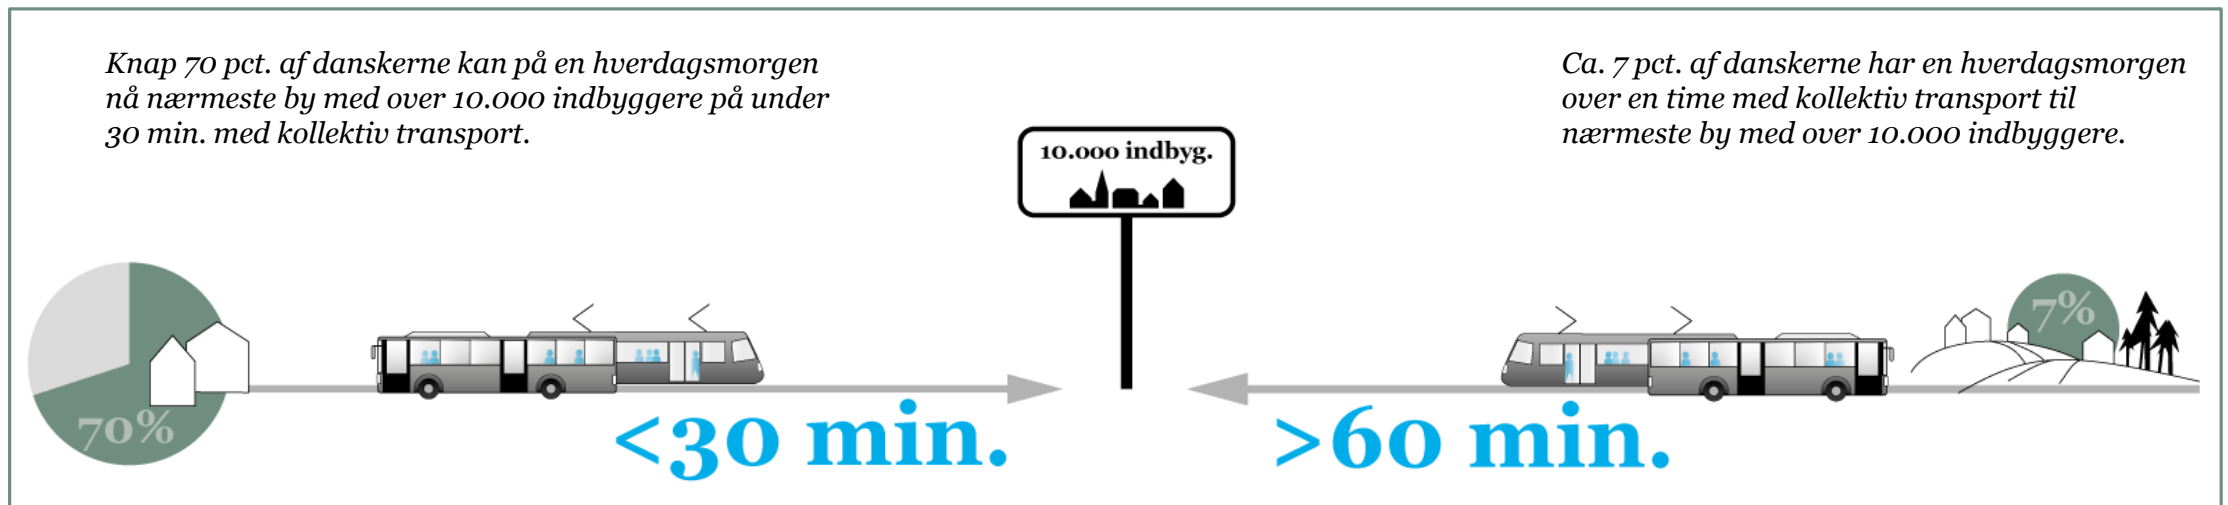 Knap 70 pct. af danskerne kan på en hverdagsmorgen
nå nærmeste by med over 10.000 indbyggere på under
30 min. med kollektiv transport.
Ca. 7 pct. af danskerne har en hverdagsmorgen
over en time med kollektiv transport til
nærmeste by med over 10.000 indbyggere.
10.000 indbyg.
70%
<30 min.
>60 min.
7%